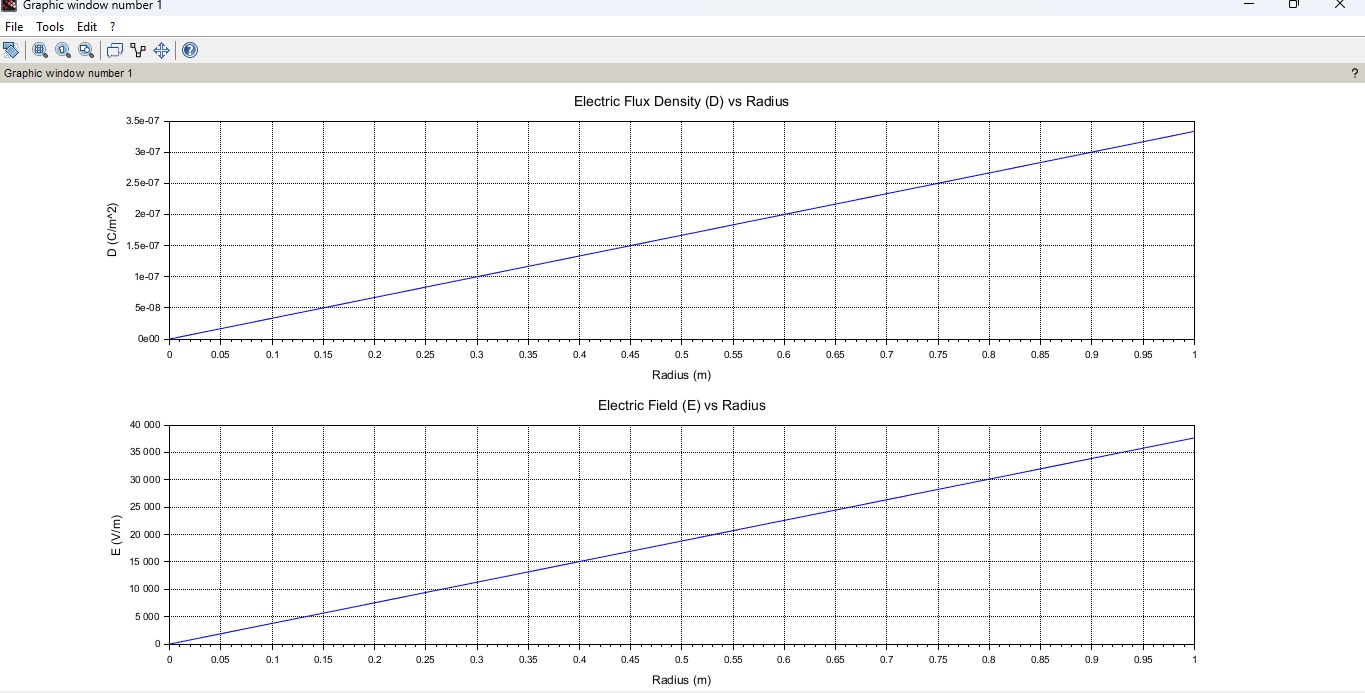 Graphic window number 1
File Tools Edit ?
Graphic window number 1 ?
Electric Flux Density (D) vs Radius
3.5e-07
3e-07
2.5e-07
2e-07
1.5e-07
1e-07
5e-08
0e00
D (C/m^2)
0 0.05 0.1 0.15 0.2 0.25 0.3 0.35 0.4 0.45 0.5 0.55 0.6 0.65 0.7 0.75 0.8 0.85 0.9 0.95 1
Radius (m)
Electric Field (E) vs Radius
40 000
35 000
30 000
25 000
20 000
15 000
10 000
5 000
0
E (V/m)
0 0.05 0.1 0.15 0.2 0.25 0.3 0.35 0.4 0.45 0.5 0.55 0.6 0.65 0.7 0.75 0.8 0.85 0.9 0.95 1
Radius (m)